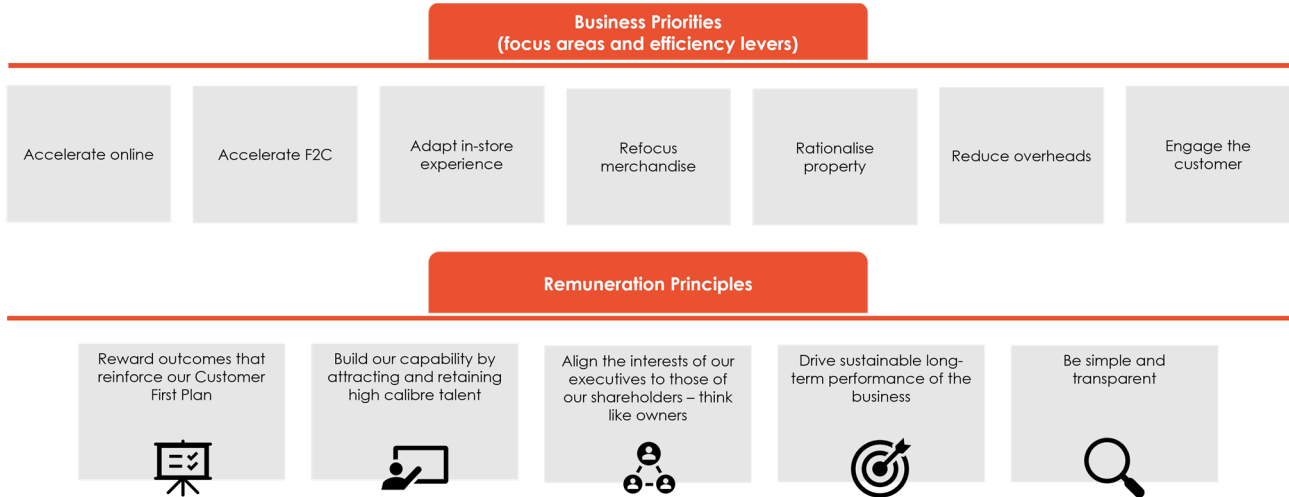 Business Priorities
(focus areas and efficiency levers)
Accelerate online
Accelerate F2C
Adapt in-store
experience
Refocus
merchandise
Rationalise
property
Reduce overheads
Engage the
customer
Remuneration Principles
Reward outcomes that
reinforce our Customer
First Plan
Build our capability by
attracting and retaining
high calibre talent
Align the interests of our
executives to those of
our shareholders – think
like owners
Drive sustainable long-
term performance of the
business
Be simple and
transparent